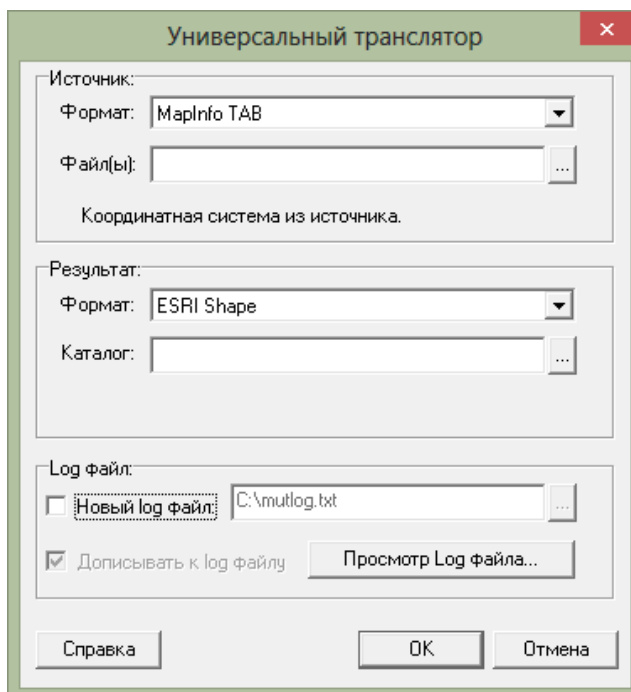 Универсальный транслятор
Источник:
Формат: MapInfo TAB
Файл(ы): ...
Координатная система из источника.
Результат:
Формат: ESRI Shape
Каталог: ...
Log файл:
Новый log файл: C:\mutlog.txt ...
Дописывать к log файлу Просмотр Log файла...
Справка OK Отмена